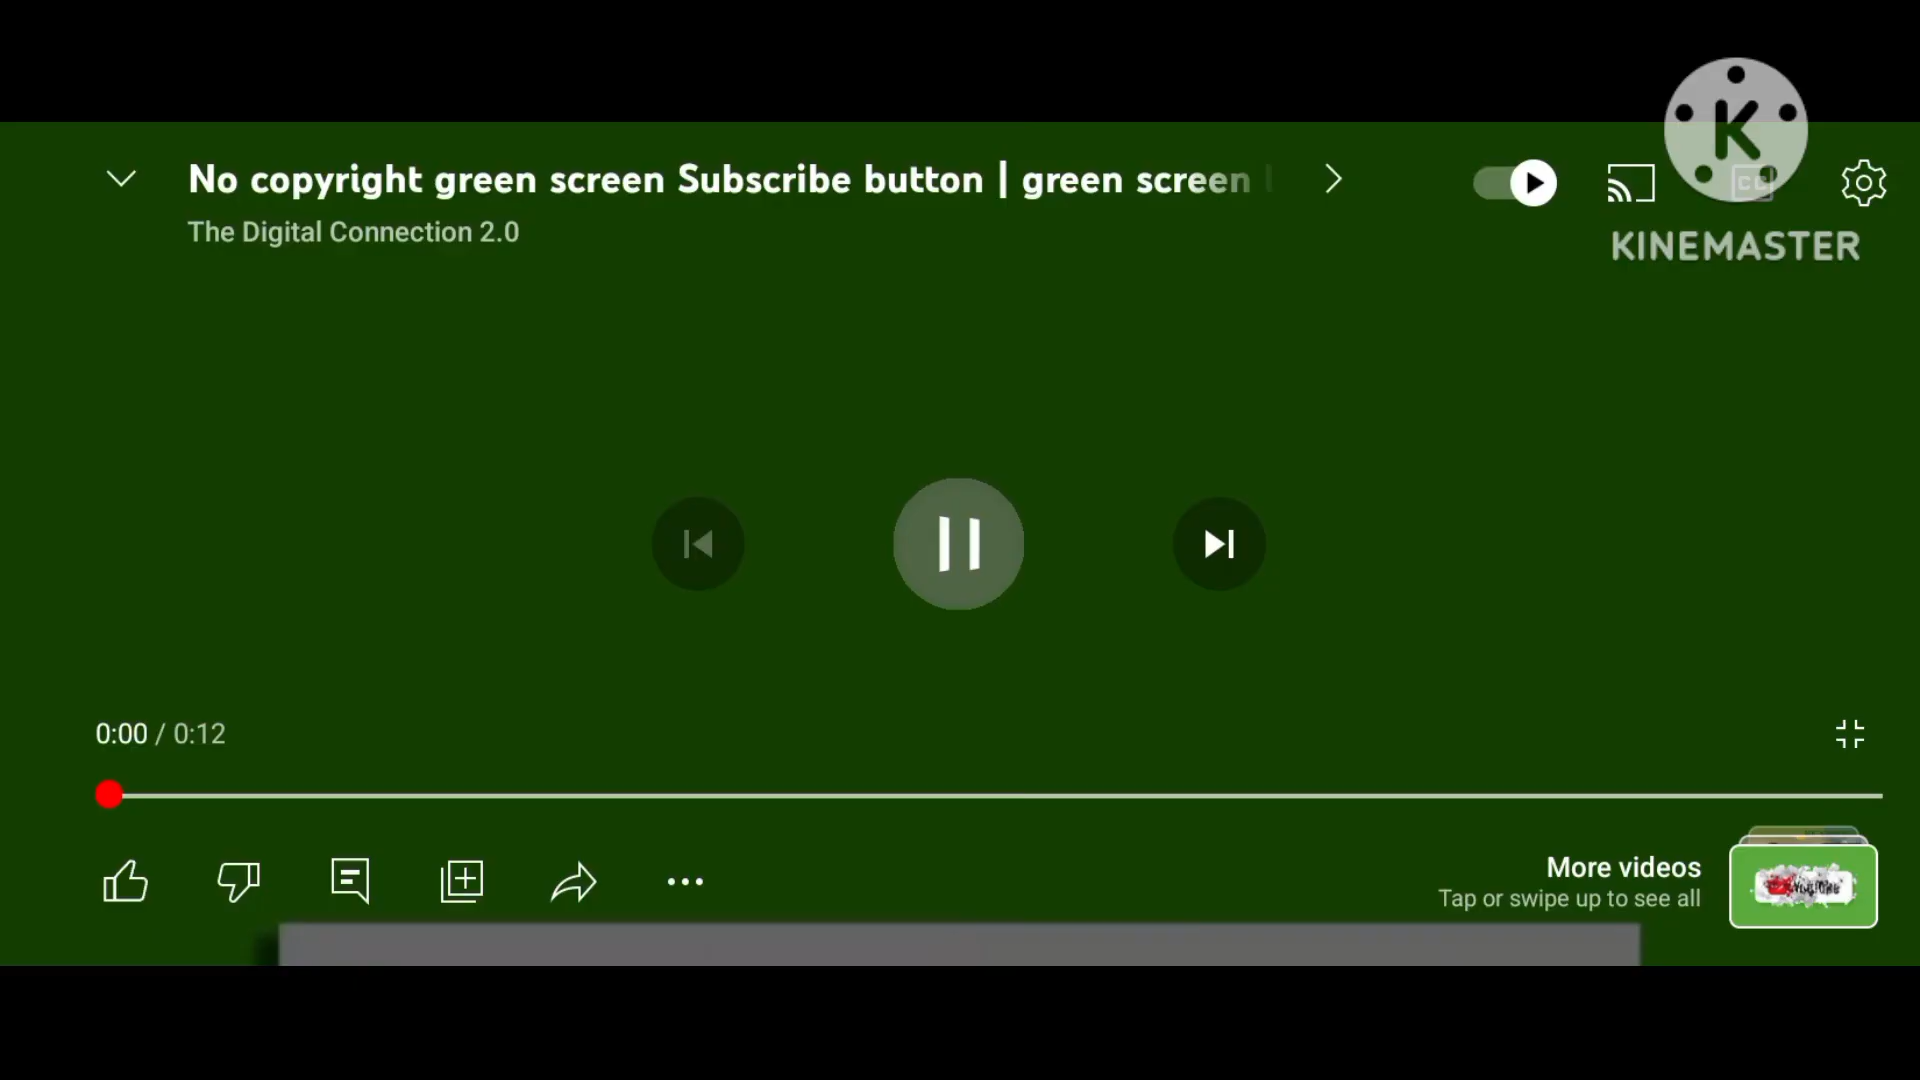 No copyright green screen Subscribe button | green screen
The Digital Connection 2.0
K
CC
KINEMASTER
0:00 / 0:12
More videos
Tap or swipe up to see all